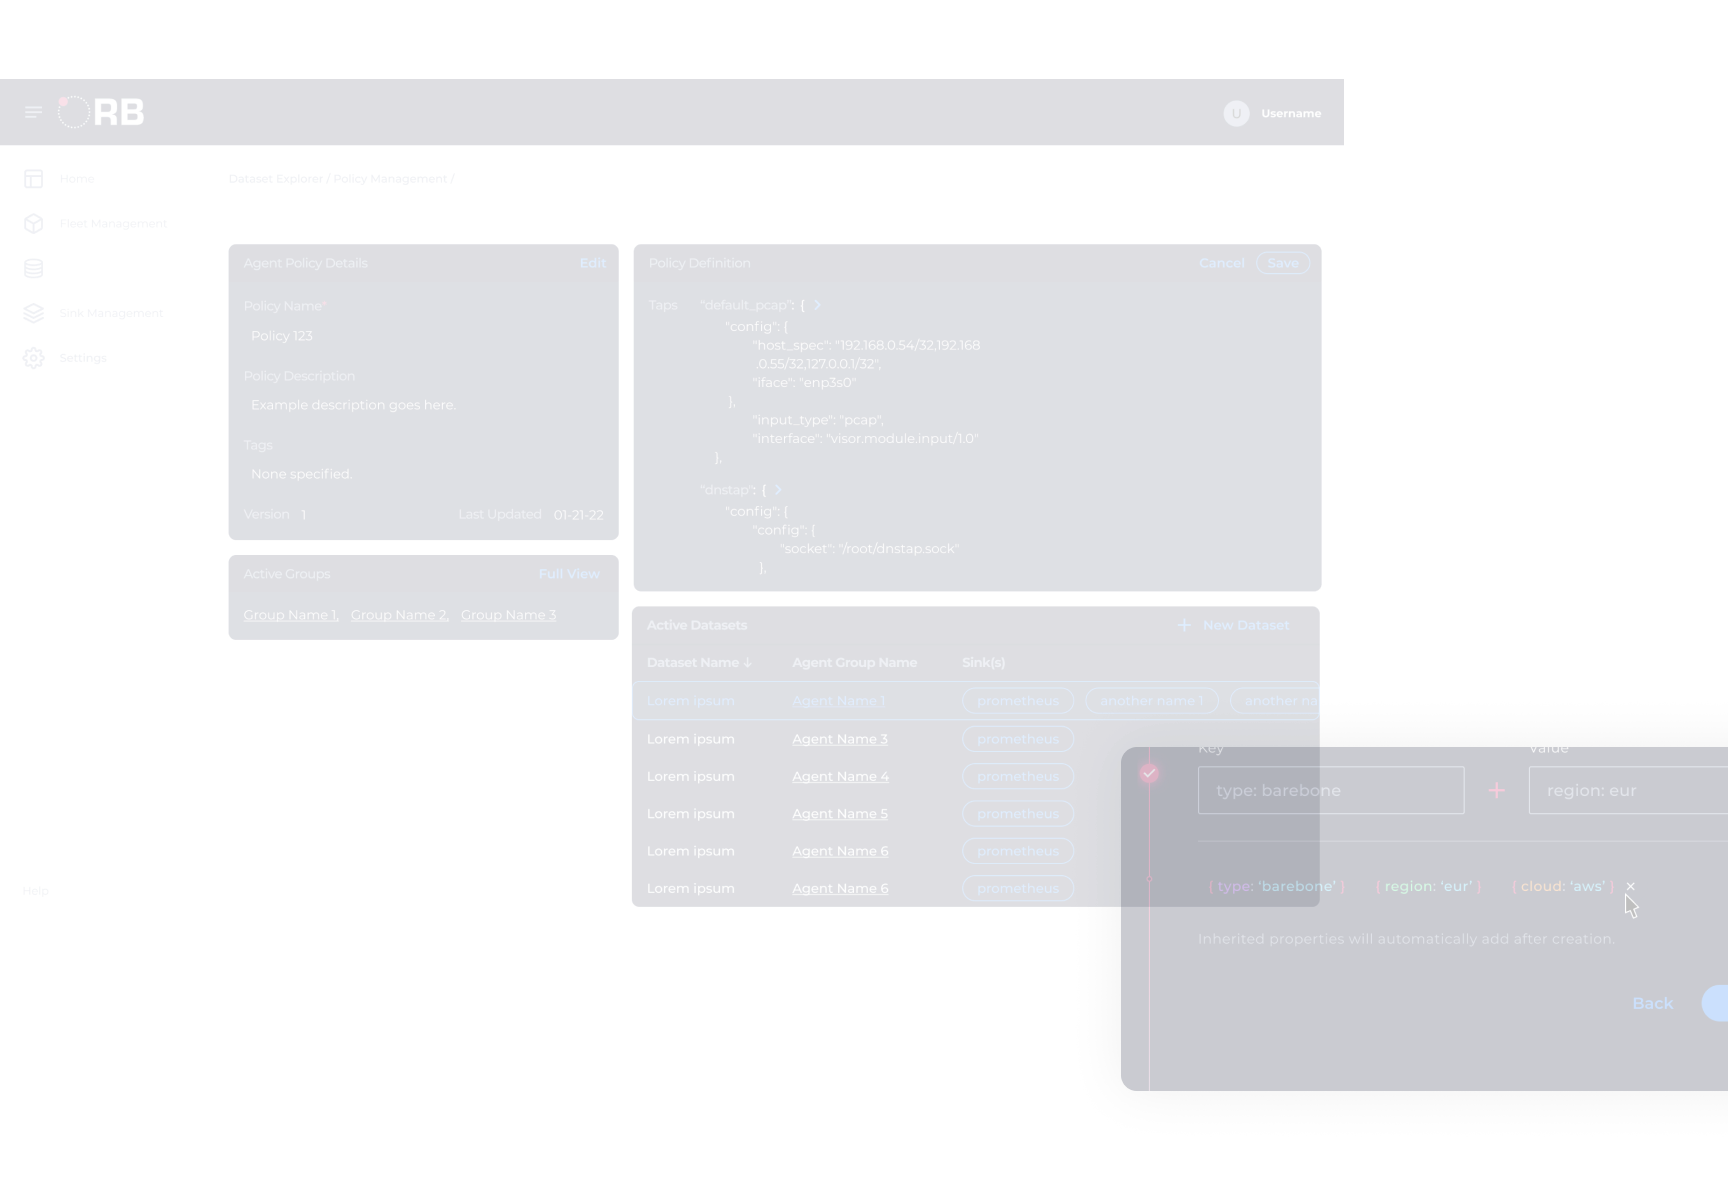 ORB
U Username
Home
Fleet Management
Sink Management
Settings
Help
Dataset Explorer / Policy Management /
Agent Policy Details Edit
Policy Name*
Policy 123
Policy Description
Example description goes here.
Tags
None specified.
Version 1 Last Updated 01-21-22
Active Groups Full View
Group Name 1, Group Name 2, Group Name 3
Policy Definition Cancel Save
Taps "default_pcap": {
"config": {
"host_spec": "192.168.0.54/32,192.168
.0.55/32,127.0.0.1/32",
"iface": "enp3s0"
},
"input_type": "pcap",
"interface": "visor.module.input/1.0"
},
"dnstap": {
"config": {
"config": {
"socket": "/root/dnstap.sock"
},
Active Datasets + New Dataset
Dataset Name ↓ Agent Group Name Sink(s)
Lorem ipsum Agent Name 1 prometheus another name 1 another na
Lorem ipsum Agent Name 3 prometheus
Lorem ipsum Agent Name 4 prometheus
Lorem ipsum Agent Name 5 prometheus
Lorem ipsum Agent Name 6 prometheus
Lorem ipsum Agent Name 6 prometheus
Key Value
type: barebone + region: eur
{ type: 'barebone' } { region: 'eur' } { cloud: 'aws' } ×
Inherited properties will automatically add after creation.
Back